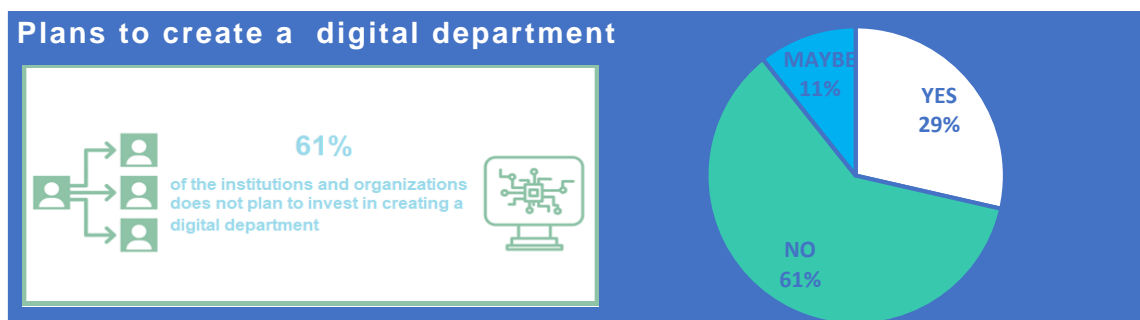 Plans to create a digital department
61%
of the institutions and organizations
does not plan to invest in creating a
digital department
MAYBE
11%
YES
29%
NO
61%